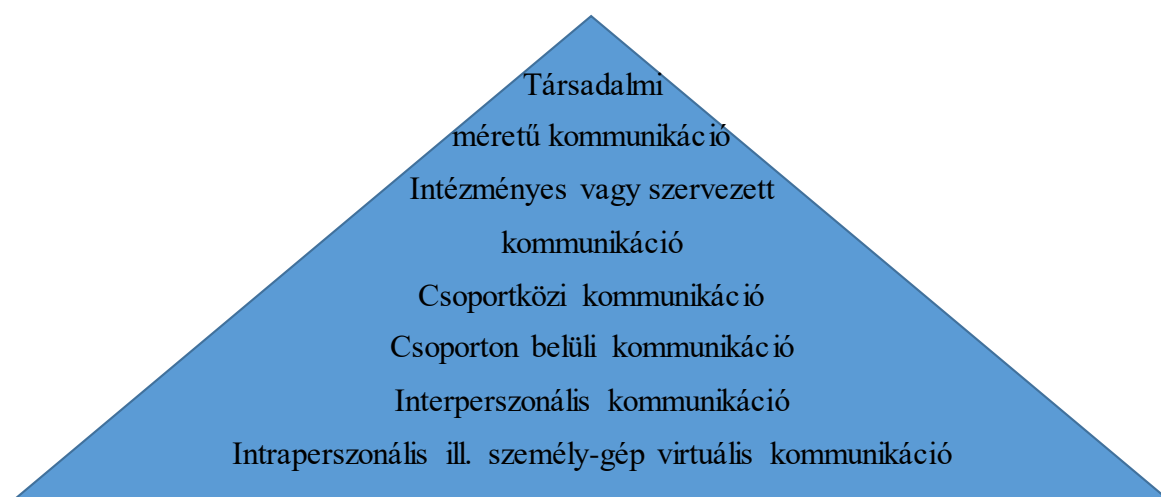 Társadalmi
méretű kommunikáció
Intézményes vagy szervezett
kommunikáció
Csoportközi kommunikáció
Csoporton belüli kommunikáció
Interperszonális kommunikáció
Intraperszonális ill. személy-gép virtuális kommunikáció